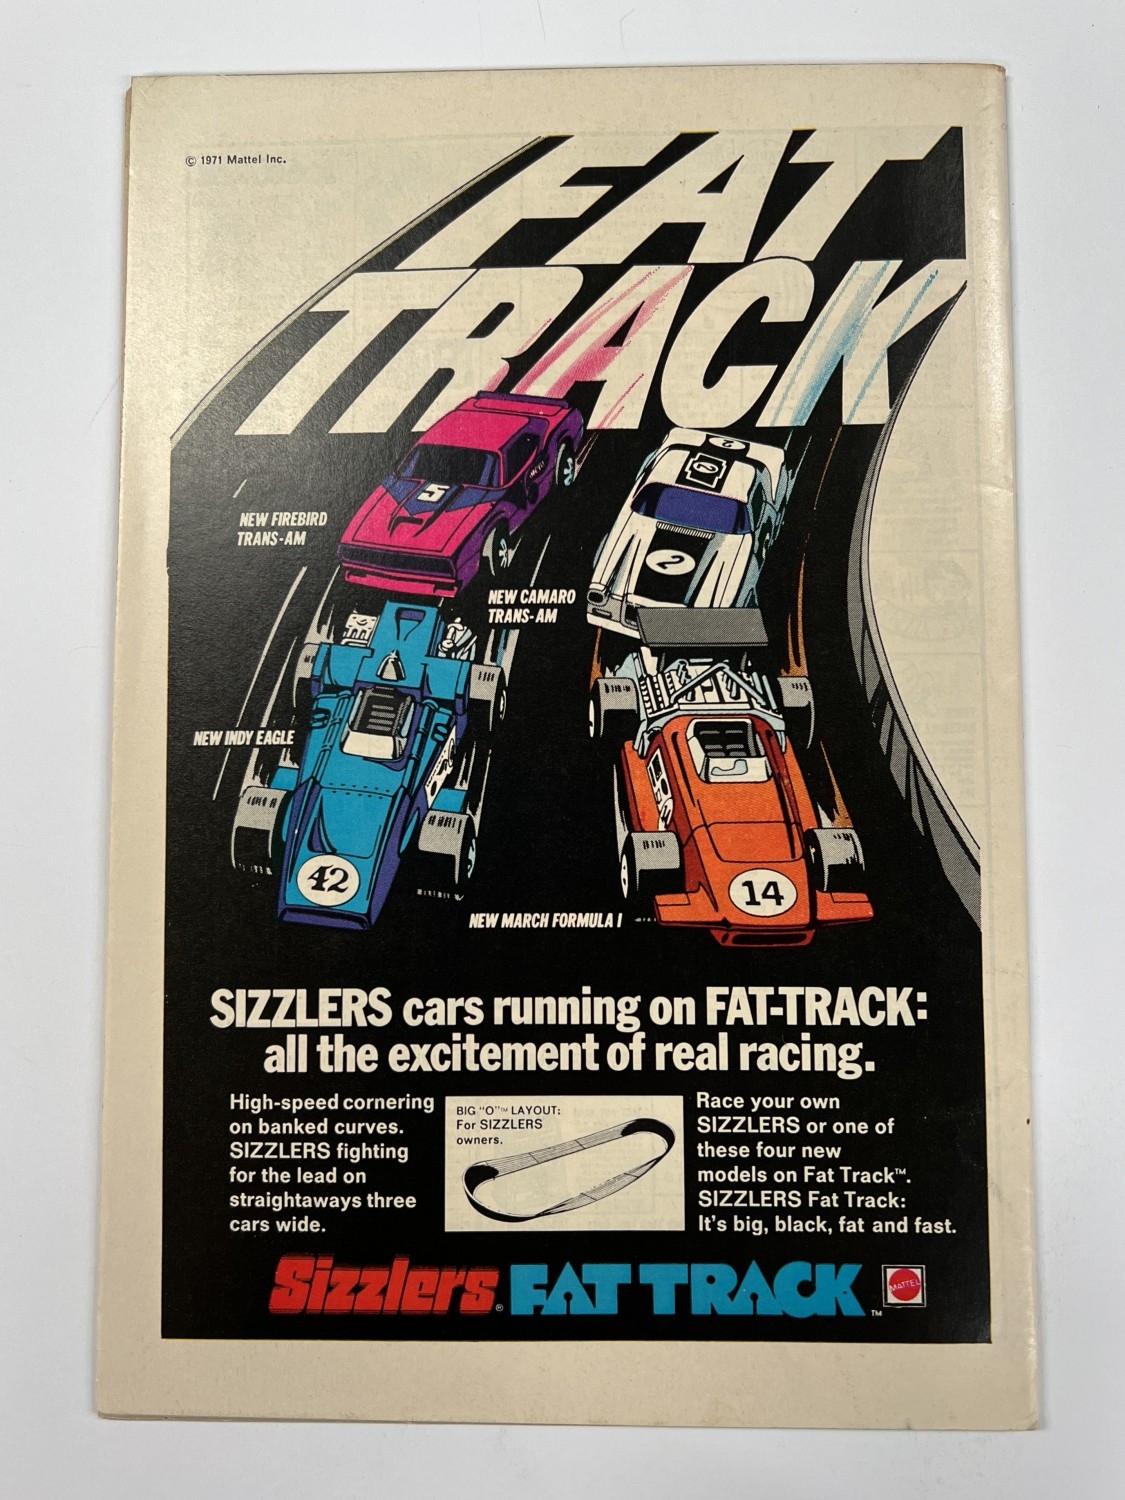 © 1971 Mattel Inc.
FAT
TRACK
5
2
2
2
NEW FIREBIRD
TRANS-AM
NEW CAMARO
TRANS-AM
NEW INDY EAGLE
42
14
NEW MARCH FORMULA I
SIZZLERS cars running on FAT-TRACK:
all the excitement of real racing.
High-speed cornering
on banked curves.
SIZZLERS fighting
for the lead on
straightaways three
cars wide.
BIG "O"™ LAYOUT:
For SIZZLERS
owners.
Race your own
SIZZLERS or one of
these four new
models on Fat Track™.
SIZZLERS Fat Track:
It's big, black, fat and fast.
Sizzlers® FAT TRACK™
MATTEL